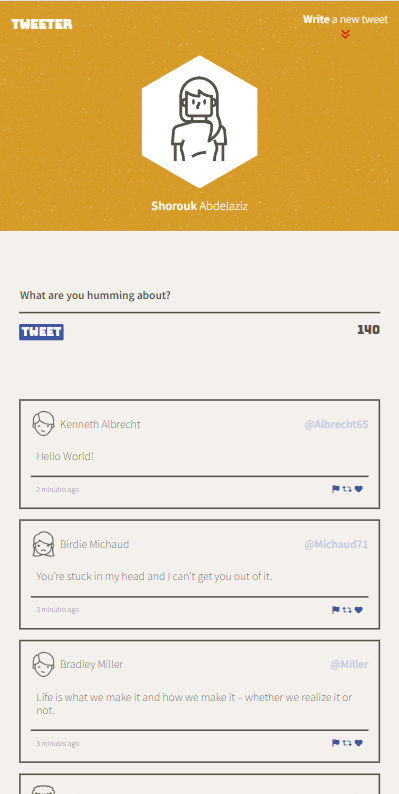 TWEETER
Write a new tweet
Shorouk Abdelaziz
What are you humming about?
TWEET
140
Kenneth Albrecht
@Albrecht65
Hello World!
2 minutes ago
Birdie Michaud
@Michaud71
You're stuck in my head and I can't get you out of it.
3 minutes ago
Bradley Miller
@Miller
Life is what we make it and how we make it – whether we realize it or
not.
3 minutes ago